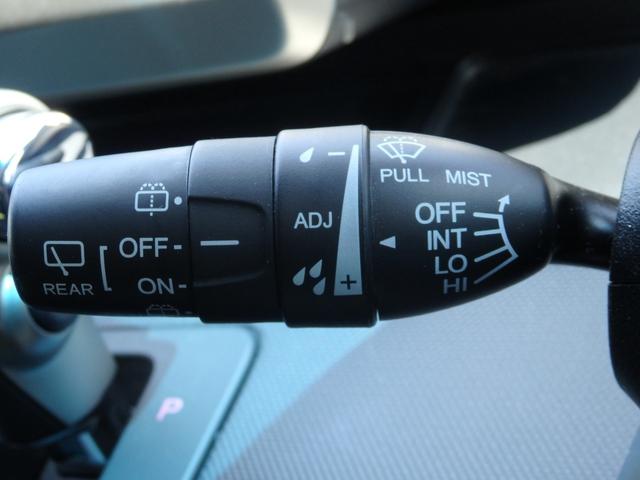 PULL MIST
OFF
INT
LO
HI
ADJ
− +
OFF
ON
REAR
P